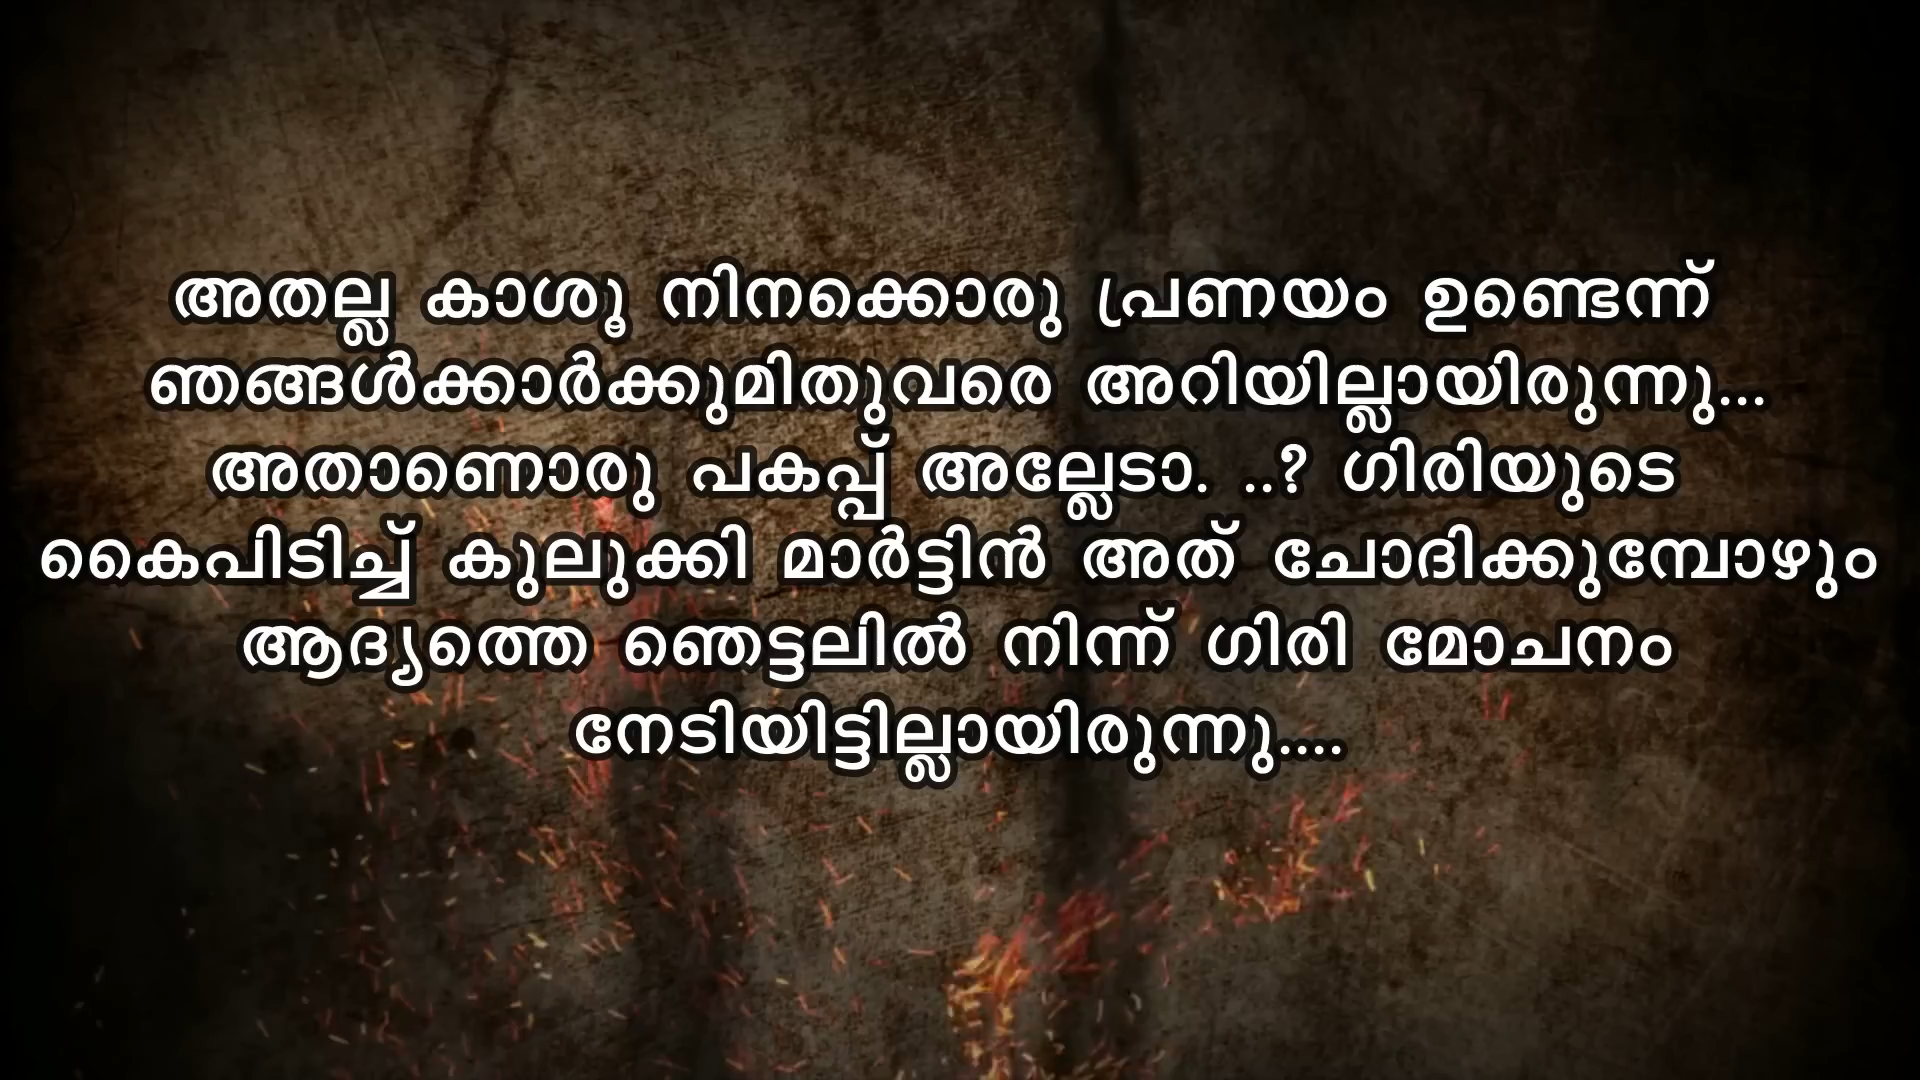 അതല്ല കാശൂ നിനക്കൊരു പ്രണയം ഉണ്ടെന്ന്
ഞങ്ങൾക്കാർക്കുമിതുവരെ അറിയില്ലായിരുന്നു...
അതാണൊരു പകപ്പ് അല്ലേടാ. ..? ഗിരിയുടെ
കൈപിടിച്ച് കുലുക്കി മാർട്ടിൻ അത് ചോദിക്കുമ്പോഴും
ആദ്യത്തെ ഞെട്ടലിൽ നിന്ന് ഗിരി മോചനം
നേടിയിട്ടില്ലായിരുന്നു....